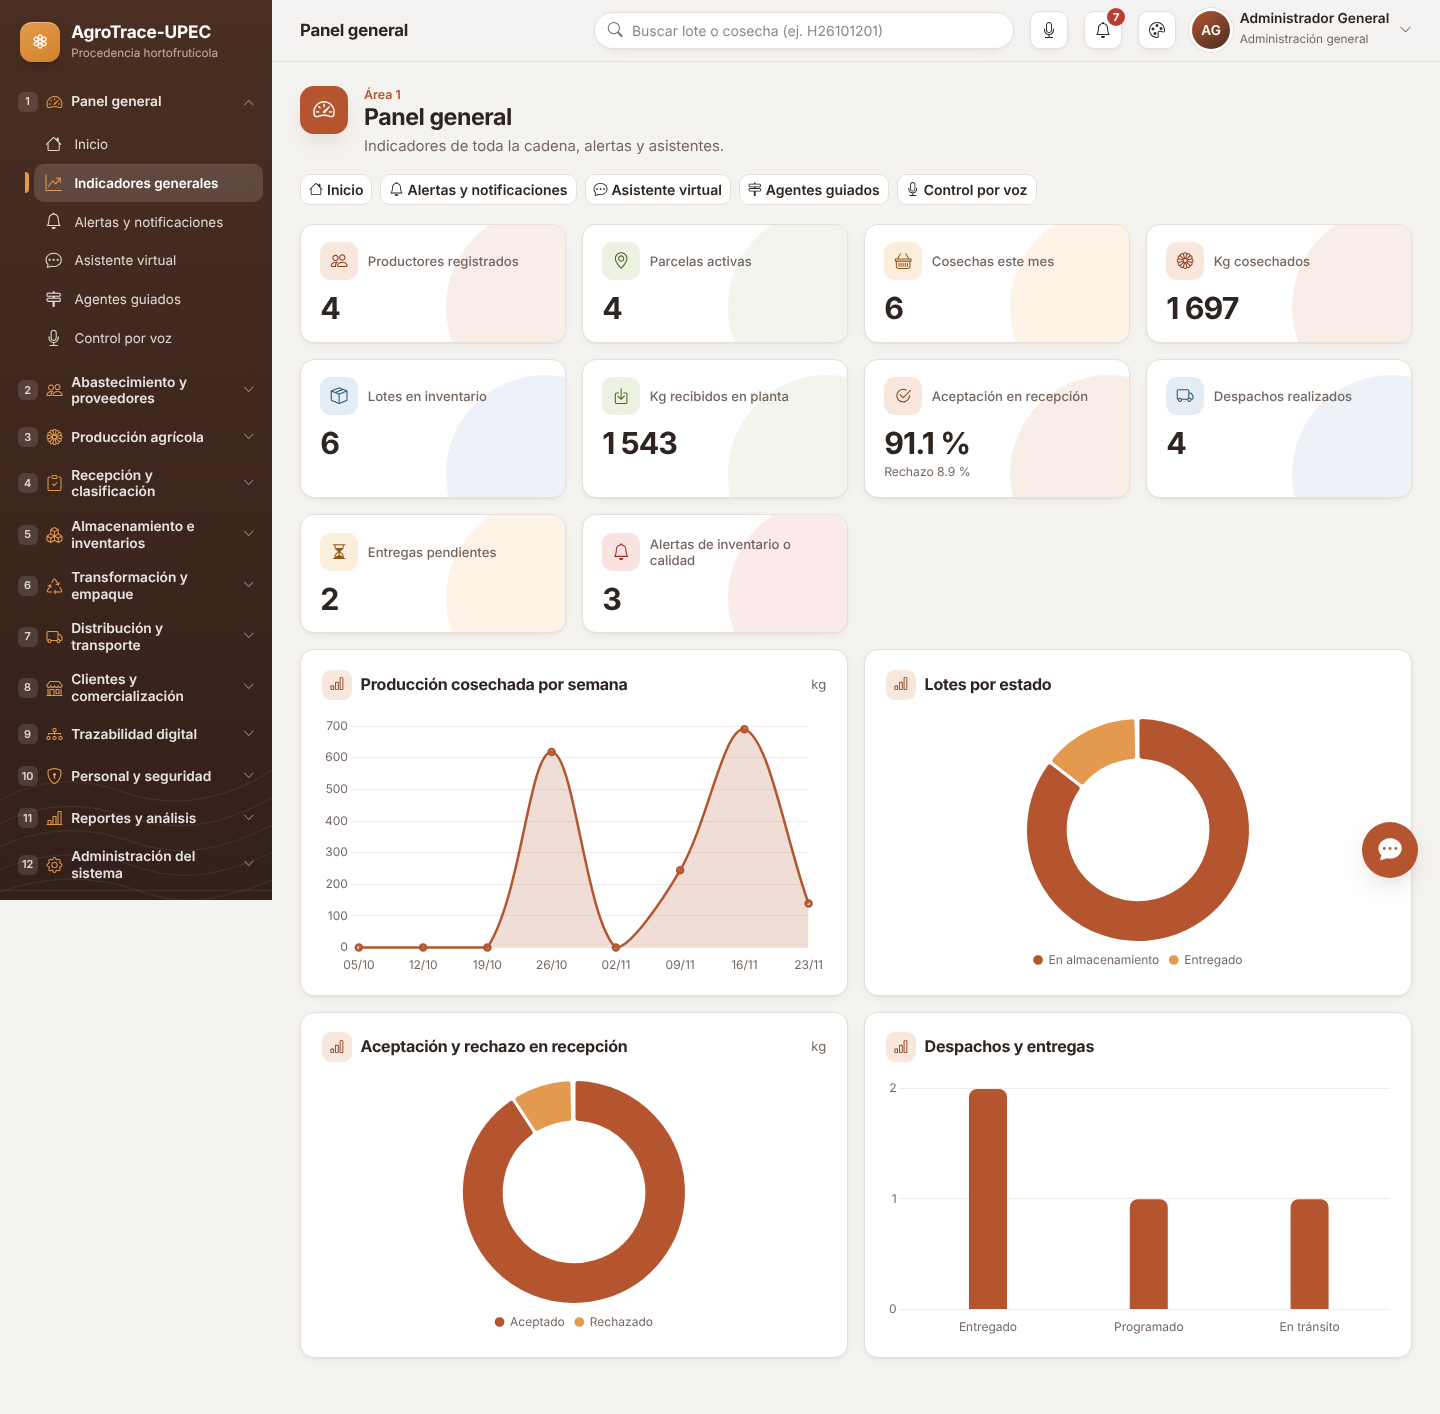 AgroTrace-UPEC
Procedencia hortofrutícola
1 Panel general
Inicio
Indicadores generales
Alertas y notificaciones
Asistente virtual
Agentes guiados
Control por voz
2 Abastecimiento y
proveedores
3 Producción agrícola
4 Recepción y
clasificación
5 Almacenamiento e
inventarios
6 Transformación y
empaque
7 Distribución y
transporte
8 Clientes y
comercialización
9 Trazabilidad digital
10 Personal y seguridad
11 Reportes y análisis
12 Administración del
sistema
Panel general
Buscar lote o cosecha (ej. H26101201)
7
AG
Administrador General
Administración general
Área 1
Panel general
Indicadores de toda la cadena, alertas y asistentes.
Inicio Alertas y notificaciones Asistente virtual Agentes guiados Control por voz
Productores registrados
4
Parcelas activas
4
Cosechas este mes
6
Kg cosechados
1 697
Lotes en inventario
6
Kg recibidos en planta
1 543
Aceptación en recepción
91.1 %
Rechazo 8.9 %
Despachos realizados
4
Entregas pendientes
2
Alertas de inventario o
calidad
3
Producción cosechada por semana kg
700
600
500
400
300
200
100
0
05/10 12/10 19/10 26/10 02/11 09/11 16/11 23/11
Lotes por estado
En almacenamiento Entregado
Aceptación y rechazo en recepción kg
Aceptado Rechazado
Despachos y entregas
2
1
0
Entregado Programado En tránsito